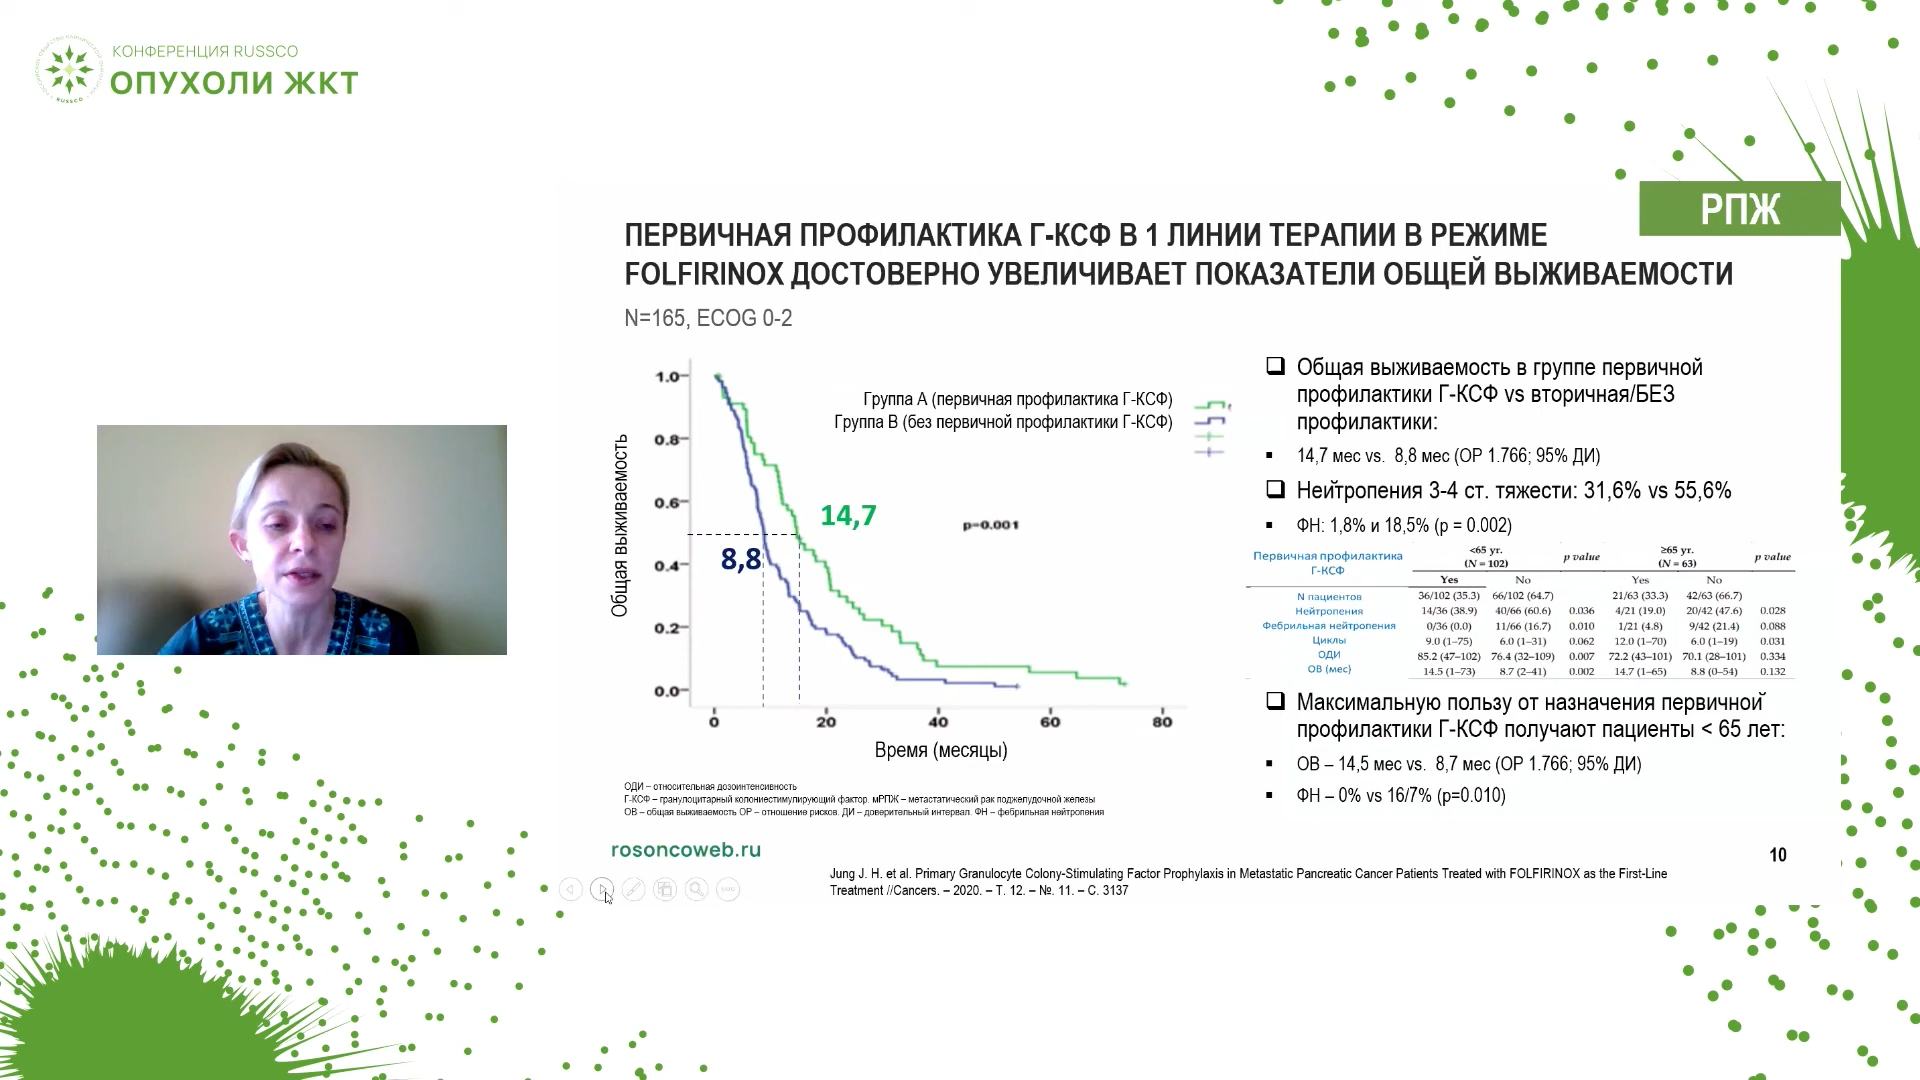 КОНФЕРЕНЦИЯ RUSSCO
ОПУХОЛИ ЖКТ
РПЖ
ПЕРВИЧНАЯ ПРОФИЛАКТИКА Г-КСФ В 1 ЛИНИИ ТЕРАПИИ В РЕЖИМЕ
FOLFIRINOX ДОСТОВЕРНО УВЕЛИЧИВАЕТ ПОКАЗАТЕЛИ ОБЩЕЙ ВЫЖИВАЕМОСТИ
N=165, ECOG 0-2
Общая выживаемость
1.0
0.8
0.6
0.4
0.2
0.0
0 20 40 60 80
Время (месяцы)
Группа А (первичная профилактика Г-КСФ)
Группа В (без первичной профилактики Г-КСФ)
14,7
8,8
p=0.001
Общая выживаемость в группе первичной
профилактики Г-КСФ vs вторичная/БЕЗ
профилактики:
14,7 мес vs. 8,8 мес (ОР 1.766; 95% ДИ)
Нейтропения 3-4 ст. тяжести: 31,6% vs 55,6%
ФН: 1,8% и 18,5% (p = 0.002)
Первичная профилактика Г-КСФ <65 yr. (N = 102) p value ≥65 yr. (N = 63) p value
Yes No Yes No
N пациентов 36/102 (35.3) 66/102 (64.7) 21/63 (33.3) 42/63 (66.7)
Нейтропения 14/36 (38.9) 40/66 (60.6) 0.036 4/21 (19.0) 20/42 (47.6) 0.028
Фебрильная нейтропения 0/36 (0.0) 11/66 (16.7) 0.010 1/21 (4.8) 9/42 (21.4) 0.088
Циклы 9.0 (1–75) 6.0 (1–31) 0.062 12.0 (1–70) 6.0 (1–19) 0.031
ОДИ 85.2 (47–102) 76.4 (32–109) 0.007 72.2 (43–101) 70.1 (28–101) 0.334
ОВ (мес) 14.5 (1–73) 8.7 (2–41) 0.002 14.7 (1–65) 8.8 (0–54) 0.132
Максимальную пользу от назначения первичной
профилактики Г-КСФ получают пациенты < 65 лет:
ОВ – 14,5 мес vs. 8,7 мес (ОР 1.766; 95% ДИ)
ФН – 0% vs 16/7% (p=0.010)
ОДИ – относительная дозоинтенсивность
Г-КСФ – гранулоцитарный колониестимулирующий фактор. мРПЖ – метастатический рак поджелудочной железы
ОВ – общая выживаемость ОР – отношение рисков. ДИ – доверительный интервал. ФН – фебрильная нейтропения
rosoncoweb.ru
10
Jung J. H. et al. Primary Granulocyte Colony-Stimulating Factor Prophylaxis in Metastatic Pancreatic Cancer Patients Treated with FOLFIRINOX as the First-Line
Treatment //Cancers. – 2020. – Т. 12. – №. 11. – С. 3137